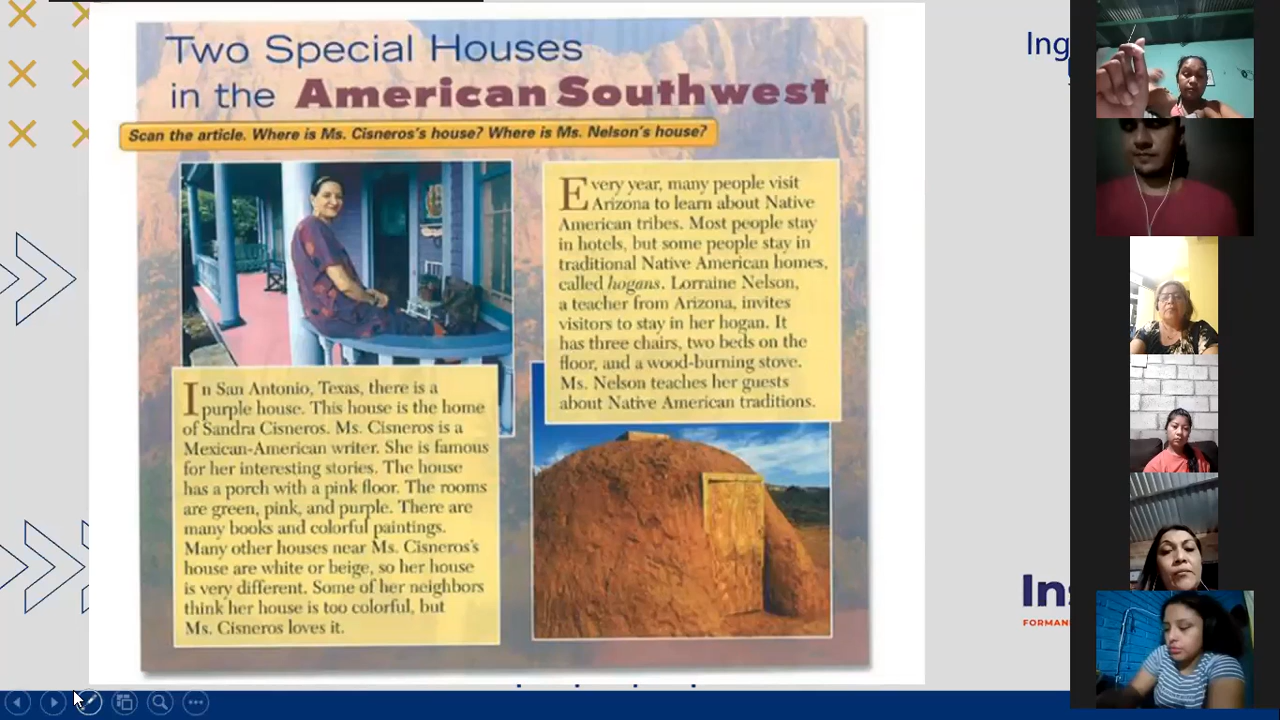 Two Special Houses
in the American Southwest
Scan the article. Where is Ms. Cisneros's house? Where is Ms. Nelson's house?
In San Antonio, Texas, there is a
purple house. This house is the home
of Sandra Cisneros. Ms. Cisneros is a
Mexican-American writer. She is famous
for her interesting stories. The house
has a porch with a pink floor. The rooms
are green, pink, and purple. There are
many books and colorful paintings.
Many other houses near Ms. Cisneros's
house are white or beige, so her house
is very different. Some of her neighbors
think her house is too colorful, but
Ms. Cisneros loves it.
Every year, many people visit
Arizona to learn about Native
American tribes. Most people stay
in hotels, but some people stay in
traditional Native American homes,
called hogans. Lorraine Nelson,
a teacher from Arizona, invites
visitors to stay in her hogan. It
has three chairs, two beds on the
floor, and a wood-burning stove.
Ms. Nelson teaches her guests
about Native American traditions.
Ing
In
FORMAN